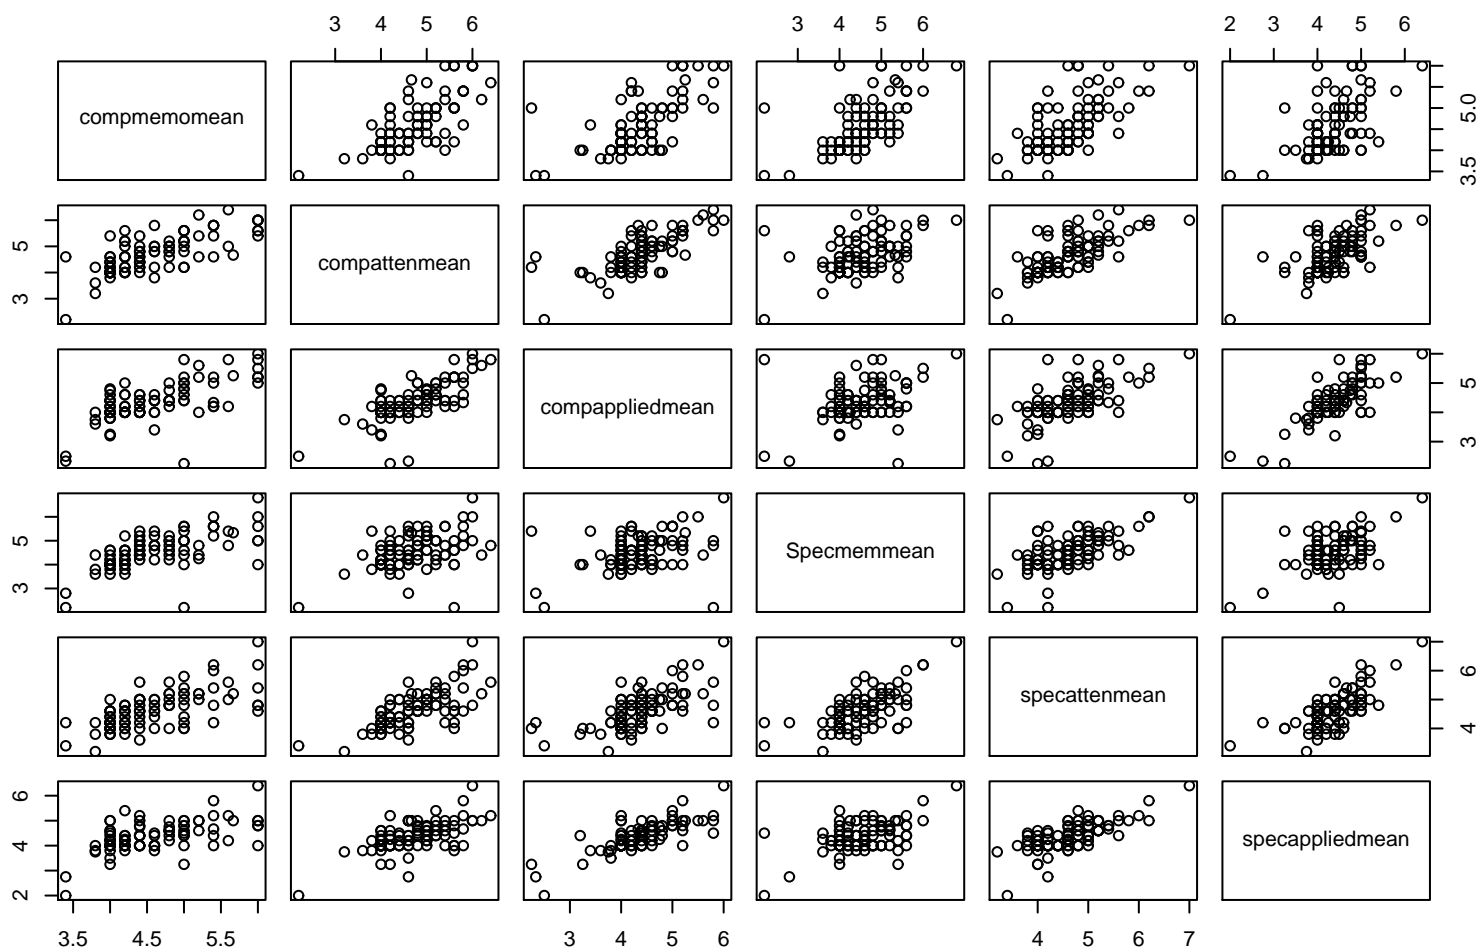 3 4 5 6 3 4 5 6 2 3 4 5 6
compmemomean 3.5 5.0
3 5 compattenmean
compappliedmean 3 5
3 5 Specmemmean
specattenmean 4 6
2 4 6 specappliedmean
3.5 4.5 5.5 3 4 5 6 4 5 6 7